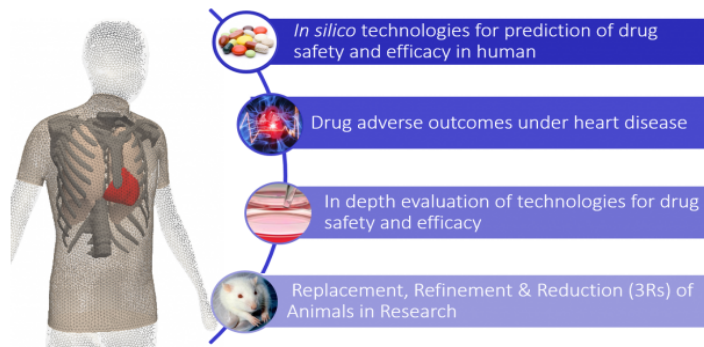 In silico technologies for prediction of drug
safety and efficacy in human
Drug adverse outcomes under heart disease
In depth evaluation of technologies for drug
safety and efficacy
Replacement, Refinement & Reduction (3Rs) of
Animals in Research